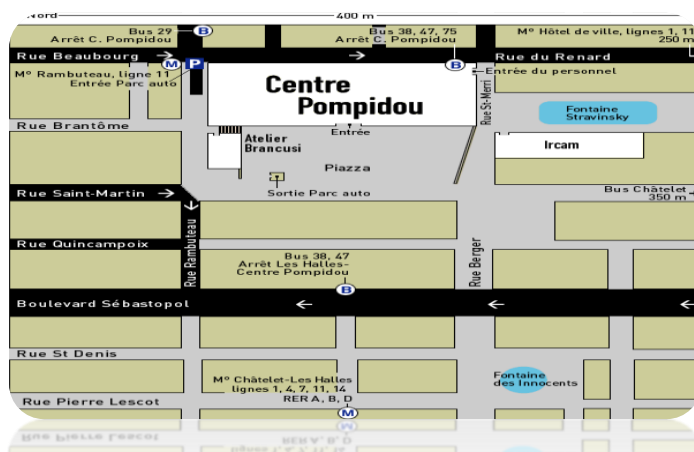 Nord
400 m
Bus 29
Arrêt C. Pompidou
B
Bus 38, 47, 75
Arrêt C. Pompidou
B
Mº Hôtel de ville, lignes 1, 11
250 m
Rue Beaubourg
Rue du Renard
Mº Rambuteau, ligne 11
Entrée Parc auto
M
P
Centre
Pompidou
Entrée du personnel
Rue St-Merri
Fontaine
Stravinsky
Rue Brantôme
Entrée
Atelier
Brancusi
Ircam
Piazza
Sortie Parc auto
Rue Saint-Martin
Bus Châtelet
350 m
Rue Rambuteau
Rue Quincampoix
Rue Berger
Bus 38, 47
Arrêt Les Halles-
Centre Pompidou
B
Boulevard Sébastopol
Rue St Denis
Mº Châtelet-Les Halles
lignes 1, 4, 7, 11, 14
RER A, B, D
M
Fontaine
des Innocents
Rue Pierre Lescot